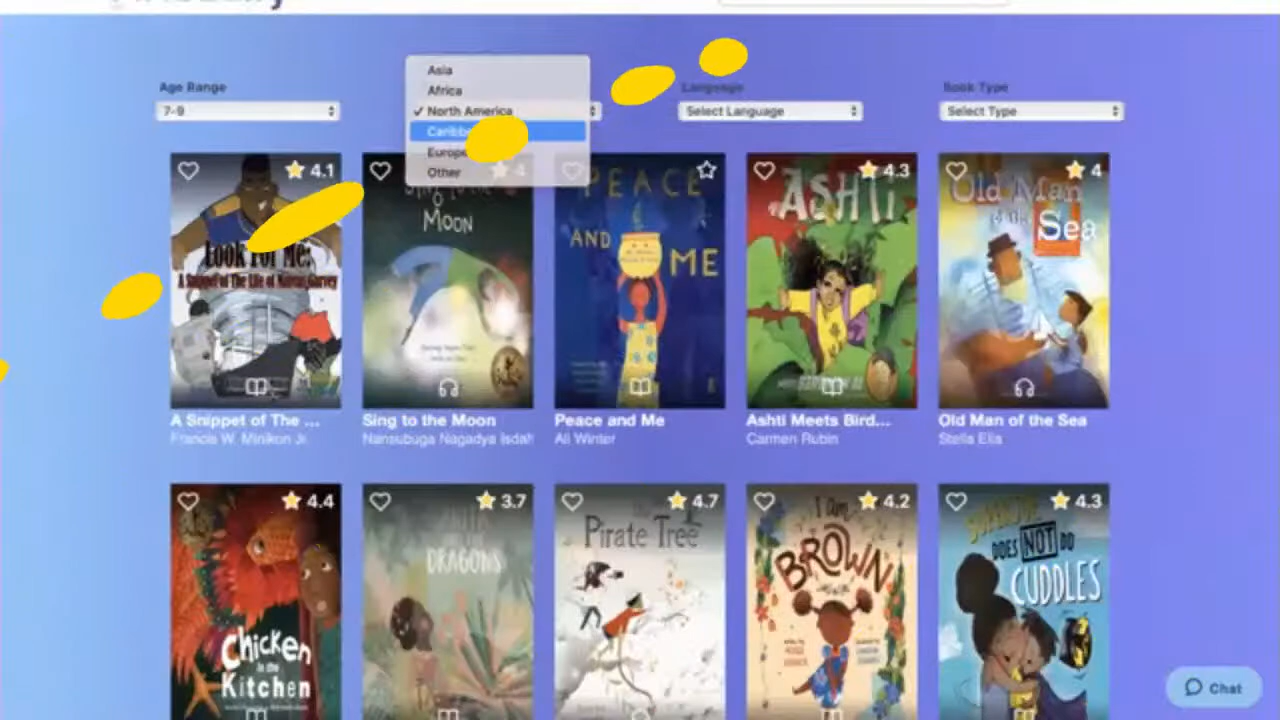 Asia
Age Range
Language
Book Type
Africa
7-9
✓ North America
Select Language
Select Type
Other
4.1
4
4.3
4
PEACE
AND
ME
ASHTI
Old Man
of the
Sea
Moon
Look For Me:
A Snippet of The Life of Marcus Garvey
A Snippet of The ...
Sing to the Moon
Peace and Me
Ashti Meets Bird...
Old Man of the Sea
Francis W. Minikon Jr.
Nansubuga Nagadya Isdahl
Ali Winter
Carmen Rubin
Stella Elia
4.4
3.7
4.7
4.2
4.3
Chicken
in the
Kitchen
DRAGONS
Pirate Tree
I Am
BROWN
DOES NOT DO
CUDDLES
Chat